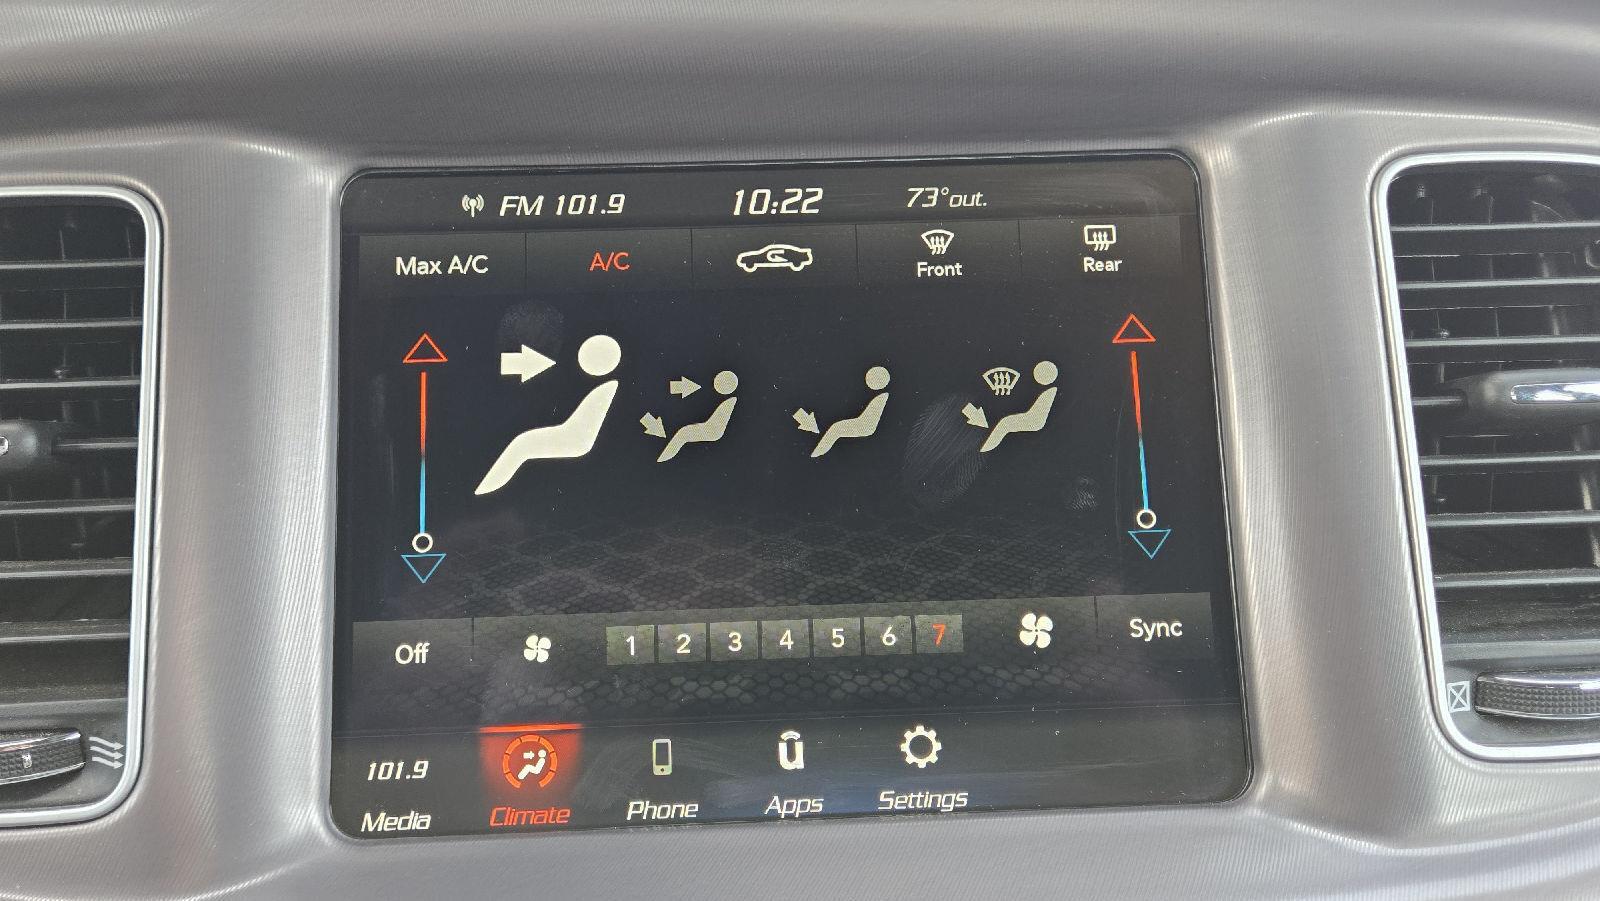 FM 101.9 10:22 73°out.
Max A/C A/C Front Rear
Off 1 2 3 4 5 6 7 Sync
101.9
Media Climate Phone Apps Settings